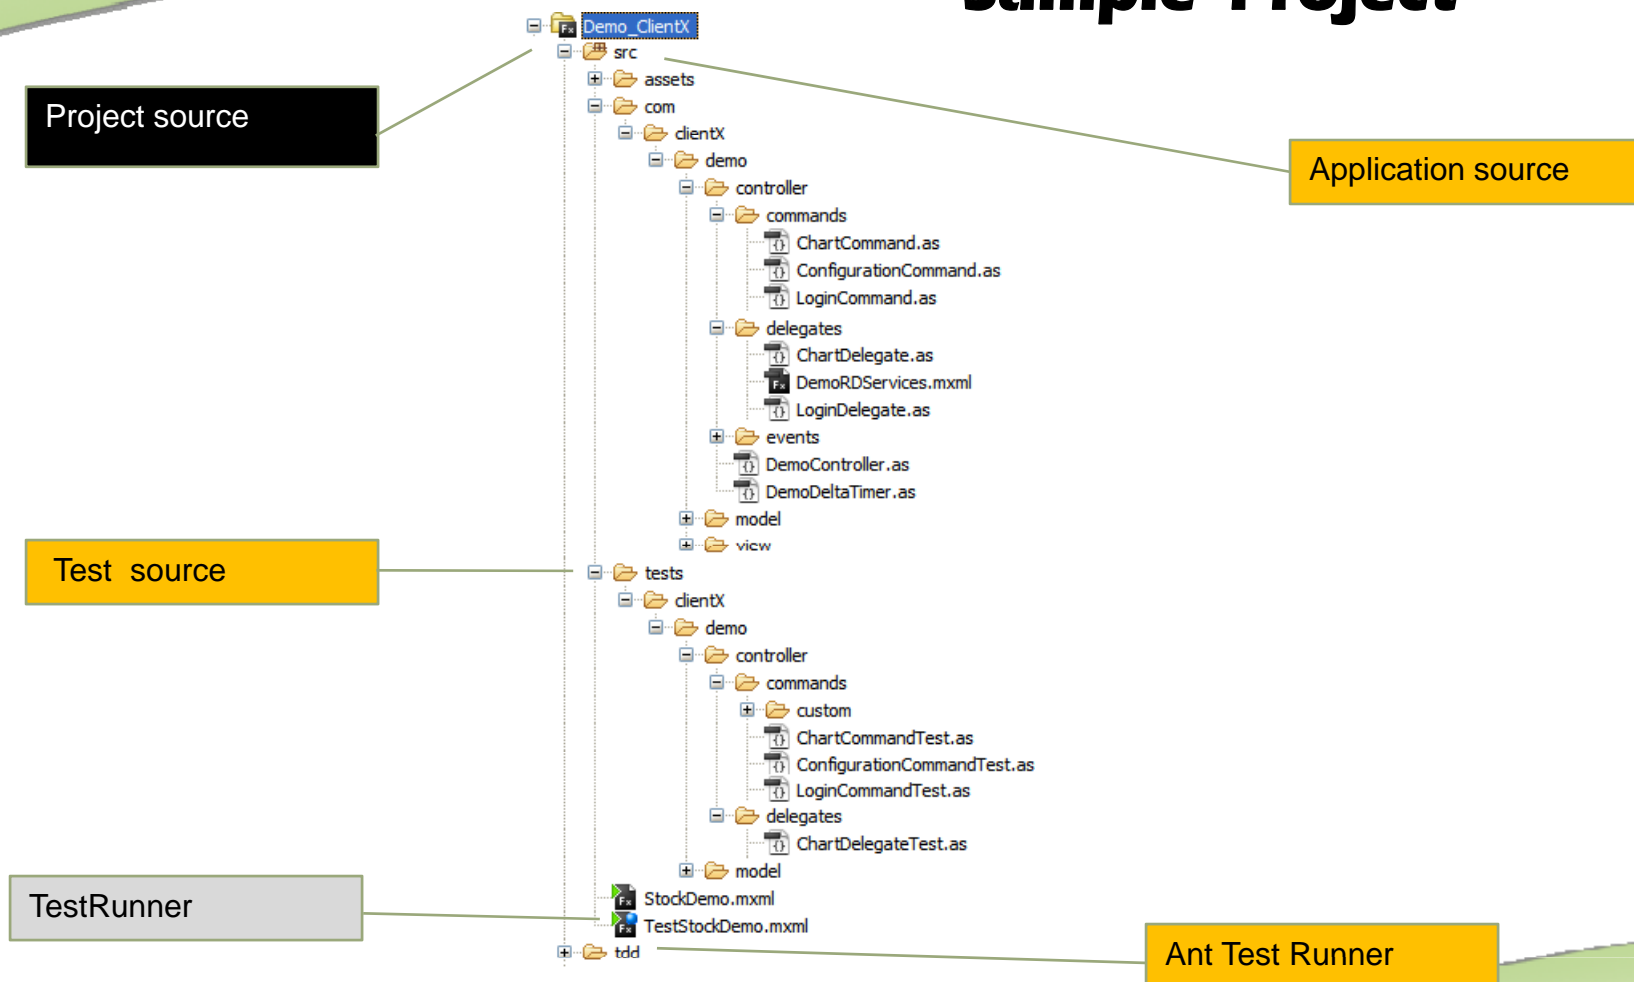 Sample Project
Demo_ClientX
src
assets
com
clientX
demo
controller
commands
ChartCommand.as
ConfigurationCommand.as
LoginCommand.as
delegates
ChartDelegate.as
DemoRDServices.mxml
LoginDelegate.as
events
DemoController.as
DemoDeltaTimer.as
model
view
tests
clientX
demo
controller
commands
custom
ChartCommandTest.as
ConfigurationCommandTest.as
LoginCommandTest.as
delegates
ChartDelegateTest.as
model
StockDemo.mxml
TestStockDemo.mxml
tdd
Project source
Application source
Test source
TestRunner
Ant Test Runner